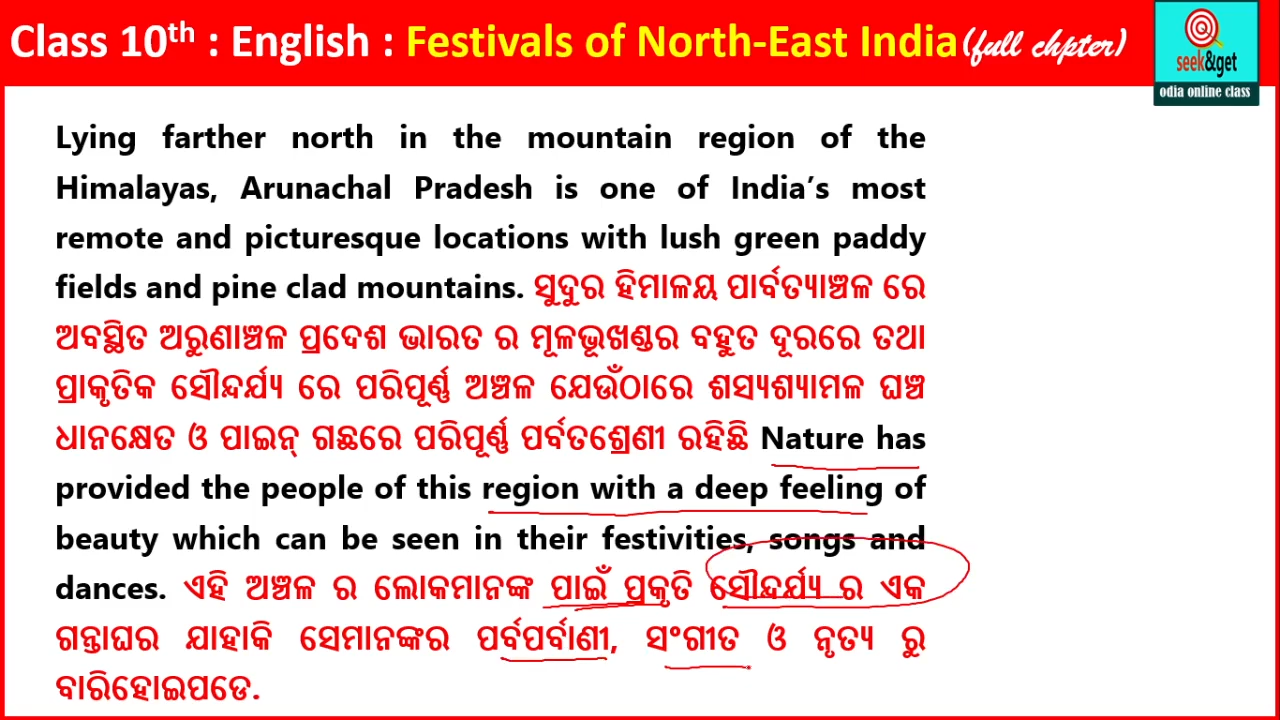 Class 10th : English : Festivals of North-East India (full chpter)
seek&get
odia online class
Lying farther north in the mountain region of the
Himalayas, Arunachal Pradesh is one of India's most
remote and picturesque locations with lush green paddy
fields and pine clad mountains. ସୁଦୁର ହିମାଳୟ ପାର୍ବତ୍ୟାଞ୍ଚଳ ରେ
ଅବସ୍ଥିତ ଅରୁଣାଞ୍ଚଳ ପ୍ରଦେଶ ଭାରତ ର ମୂଳଭୂଖଣ୍ଡର ବହୁତ ଦୂରରେ ତଥା
ପ୍ରାକୃତିକ ସୌନ୍ଦର୍ଯ୍ୟ ରେ ପରିପୂର୍ଣ୍ଣ ଅଞ୍ଚଳ ଯେଉଁଠାରେ ଶସ୍ୟଶ୍ୟାମଳ ଘଞ୍ଚ
ଧାନକ୍ଷେତ ଓ ପାଇନ୍ ଗଛରେ ପରିପୂର୍ଣ୍ଣ ପର୍ବତଶ୍ରେଣୀ ରହିଛି Nature has
provided the people of this region with a deep feeling of
beauty which can be seen in their festivities, songs and
dances. ଏହି ଅଞ୍ଚଳ ର ଲୋକମାନଙ୍କ ପାଇଁ ପ୍ରକୃତି ସୌନ୍ଦର୍ଯ୍ୟ ର ଏକ
ଗନ୍ତାଘର ଯାହାକି ସେମାନଙ୍କର ପର୍ବପର୍ବାଣୀ, ସଂଗୀତ ଓ ନୃତ୍ୟ ରୁ
ବାରିହୋଇପଡେ.